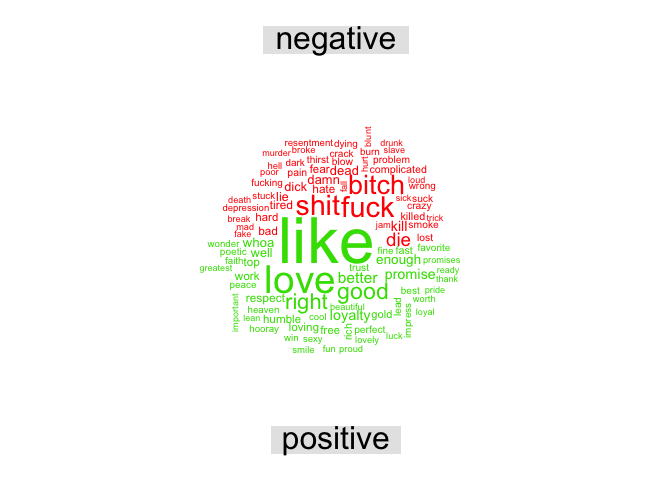 negative
blunt
resentment dying drunk
murder broke crack burn slave
dark thirst blow hurt problem
hell fear dead complicated
poor pain
fucking dick damn fall bitch loud
hate wrong
death stuck lie sick suck
depression tired shit fuck crazy
break hard killed trick
mad jam kill smoke
fake bad like die lost
wonder whoa fine fast favorite
poetic well enough
faith top trust promises
greatest love better promise ready
work thank
peace good best pride
important respect right beautiful lead worth
heaven loyalty gold impress loyal
lean humble cool
hooray loving free rich perfect
win sexy lovely luck
smile fun proud
positive